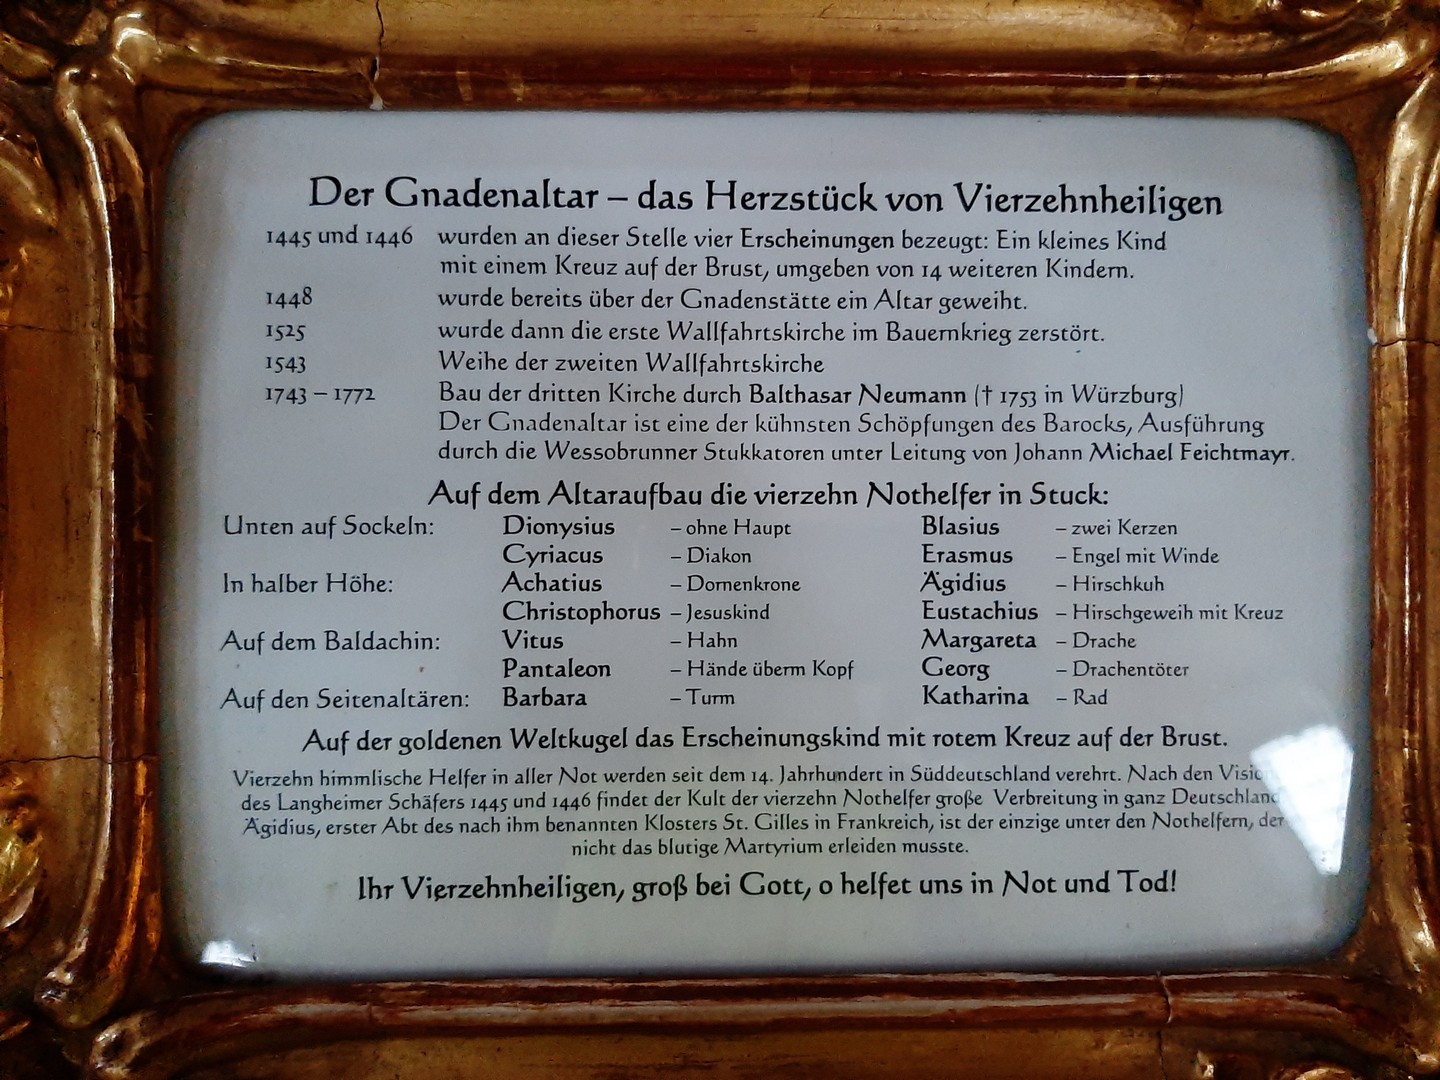 Der Gnadenaltar – das Herzstück von Vierzehnheiligen
1445 und 1446 wurden an dieser Stelle vier Erscheinungen bezeugt: Ein kleines Kind
mit einem Kreuz auf der Brust, umgeben von 14 weiteren Kindern.
1448 wurde bereits über der Gnadenstätte ein Altar geweiht.
1525 wurde dann die erste Wallfahrtskirche im Bauernkrieg zerstört.
1543 Weihe der zweiten Wallfahrtskirche
1743 – 1772 Bau der dritten Kirche durch Balthasar Neumann († 1753 in Würzburg)
Der Gnadenaltar ist eine der kühnsten Schöpfungen des Barocks, Ausführung
durch die Wessobrunner Stukkatoren unter Leitung von Johann Michael Feichtmayr.
Auf dem Altaraufbau die vierzehn Nothelfer in Stuck:
Unten auf Sockeln: Dionysius – ohne Haupt Blasius – zwei Kerzen
Cyriacus – Diakon Erasmus – Engel mit Winde
In halber Höhe: Achatius – Dornenkrone Ägidius – Hirschkuh
Christophorus – Jesuskind Eustachius – Hirschgeweih mit Kreuz
Auf dem Baldachin: Vitus – Hahn Margareta – Drache
Pantaleon – Hände überm Kopf Georg – Drachentöter
Auf den Seitenaltären: Barbara – Turm Katharina – Rad
Auf der goldenen Weltkugel das Erscheinungskind mit rotem Kreuz auf der Brust.
Vierzehn himmlische Helfer in aller Not werden seit dem 14. Jahrhundert in Süddeutschland verehrt. Nach den
des Langheimer Schäfers 1445 und 1446 findet der Kult der vierzehn Nothelfer große Verbreitung in ganz Deutschland
Ägidius, erster Abt des nach ihm benannten Klosters St. Gilles in Frankreich, ist der einzige unter den Nothelfern, der
nicht das blutige Martyrium erleiden musste.
Ihr Vierzehnheiligen, groß bei Gott, o helfet uns in Not und Tod!